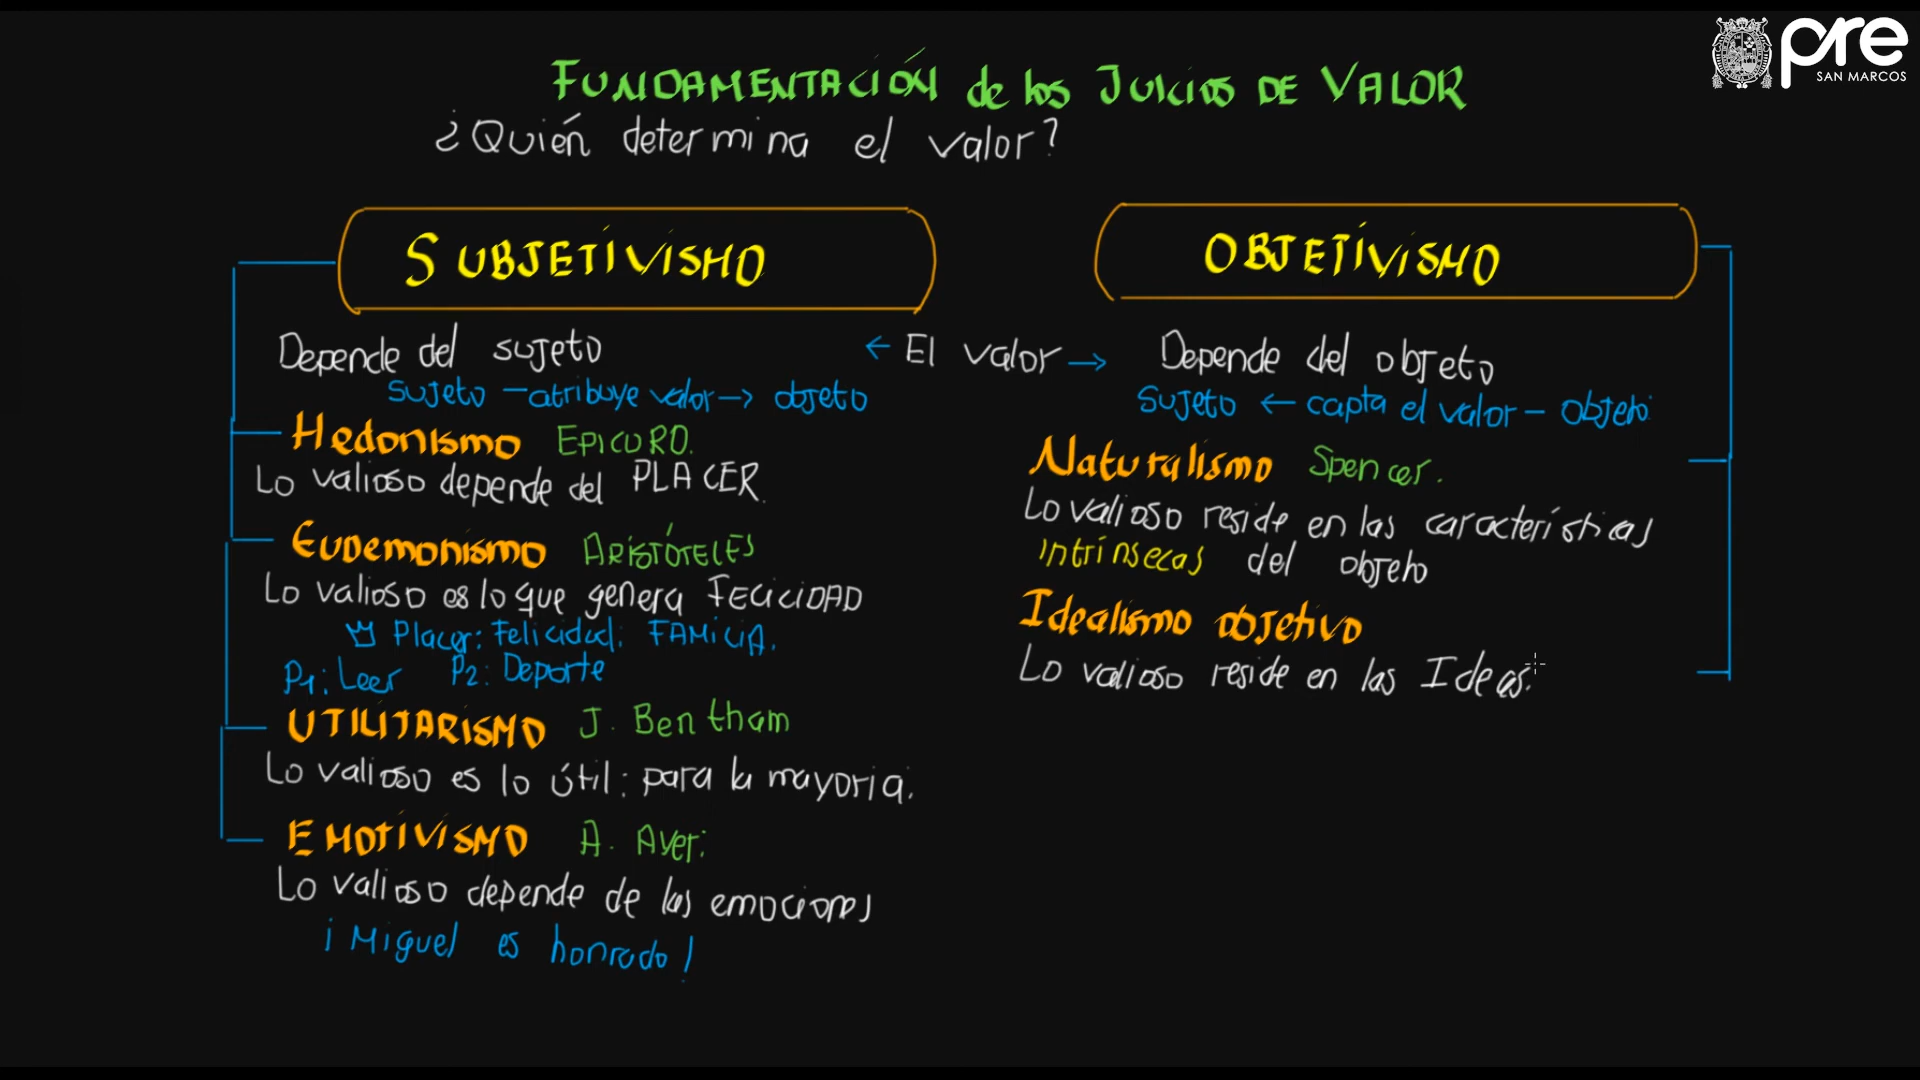 pre
SAN MARCOS
FUNDAMENTACIÓN de los JUICIOS DE VALOR
¿Quién determina el valor?
SUBJETIVISMO
OBJETIVISMO
Depende del sujeto
← El valor →
Depende del objeto
sujeto —atribuye valor→ objeto
Sujeto ← capta el valor — objeto
Hedonismo EPICURO.
Lo valioso depende del PLACER.
Eudemonismo ARISTÓTELES
Lo valioso es lo que genera FELICIDAD
Placer: Felicidad: FAMILIA.
P1: Leer P2: Deporte
UTILITARISMO J. Bentham
Lo valioso es lo útil: para la mayoría.
EMOTIVISMO A. Ayer:
Lo valioso depende de las emociones
¡Miguel es honrado!
Naturalismo Spencer.
Lo valioso reside en las características
intrínsecas del objeto
Idealismo objetivo
Lo valioso reside en las Ideas.